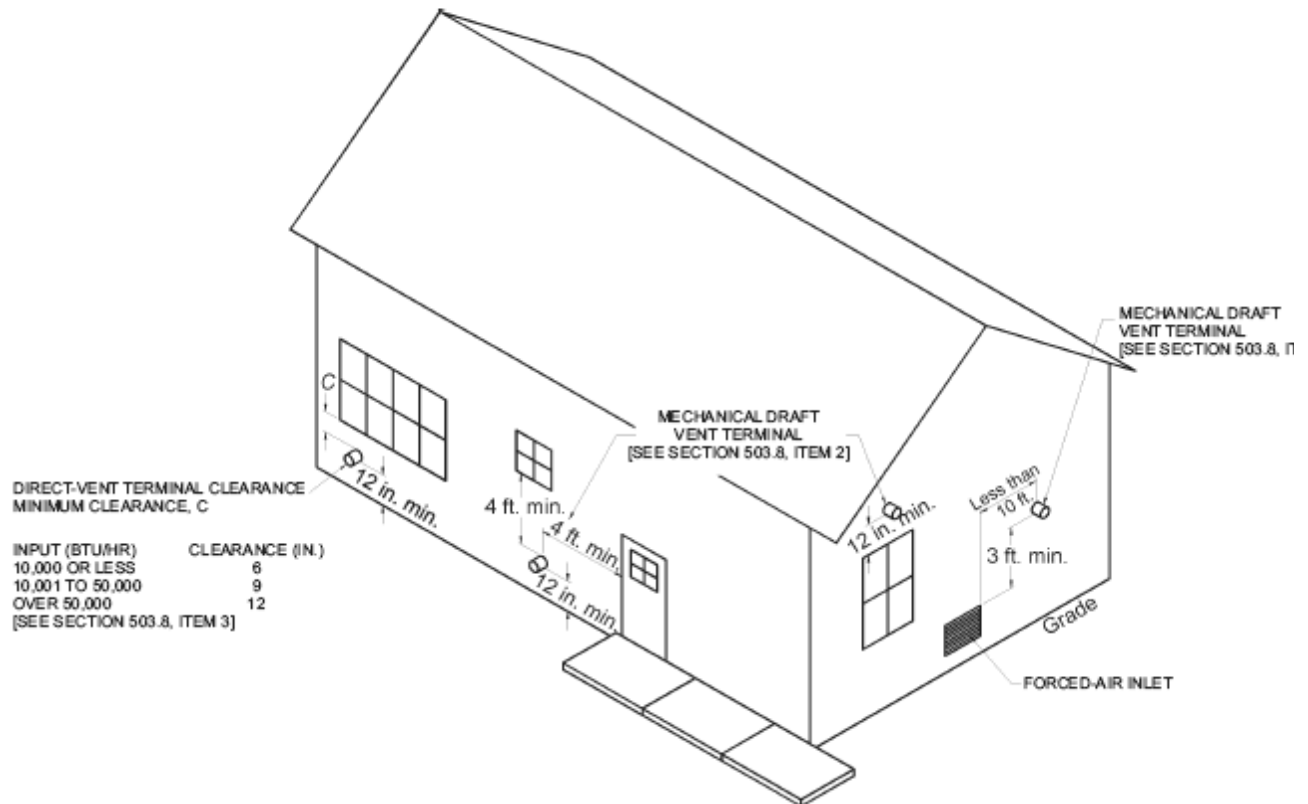 MECHANICAL DRAFT
VENT TERMINAL
[SEE SECTION 503.8, IT
C
MECHANICAL DRAFT
VENT TERMINAL
[SEE SECTION 503.8, ITEM 2]
Less than
10 ft.
12 in. min.
3 ft. min.
DIRECT-VENT TERMINAL CLEARANCE
MINIMUM CLEARANCE, C
12 in. min.
4 ft. min.
4 ft. min.
12 in. min.
INPUT (BTU/HR) CLEARANCE (IN.)
10,000 OR LESS 6
10,001 TO 50,000 9
OVER 50,000 12
[SEE SECTION 503.8, ITEM 3]
Grade
FORCED-AIR INLET